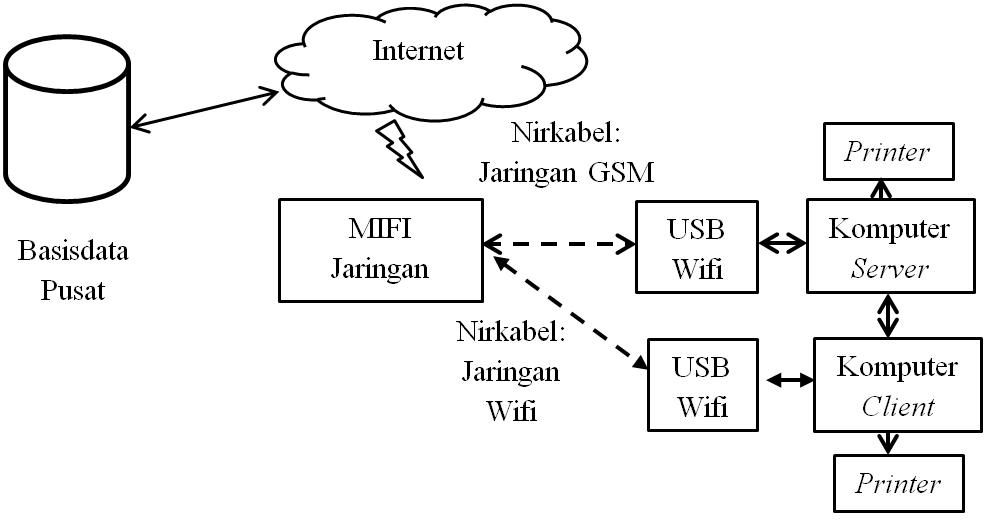 Internet
Nirkabel:
Jaringan GSM
Printer
Basisdata
Pusat
MIFI
Jaringan
USB
Wifi
Komputer
Server
Nirkabel:
Jaringan
Wifi
USB
Wifi
Komputer
Client
Printer